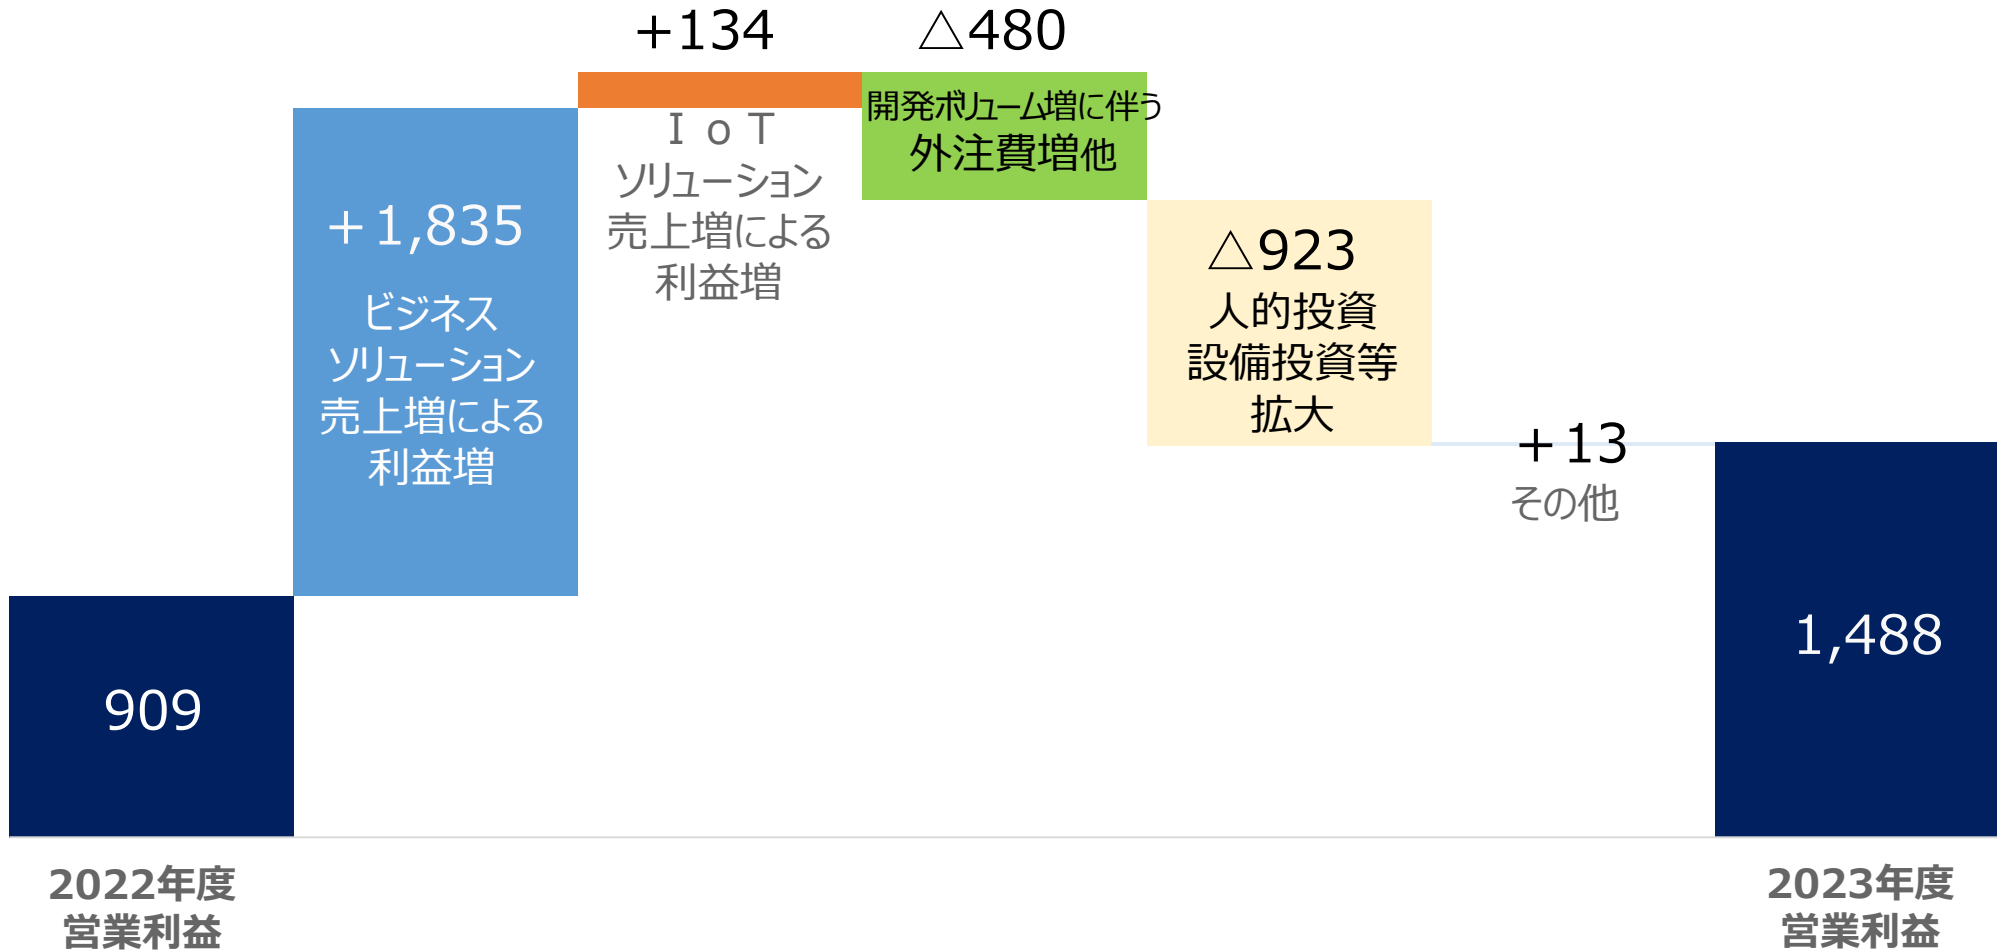 +134
△480
開発ボリューム増に伴う
外注費増他
ＩｏＴ
ソリューション
売上増による
利益増
+1,835
ビジネス
ソリューション
売上増による
利益増
△923
人的投資
設備投資等
拡大
+13
その他
909
1,488
2022年度
営業利益
2023年度
営業利益